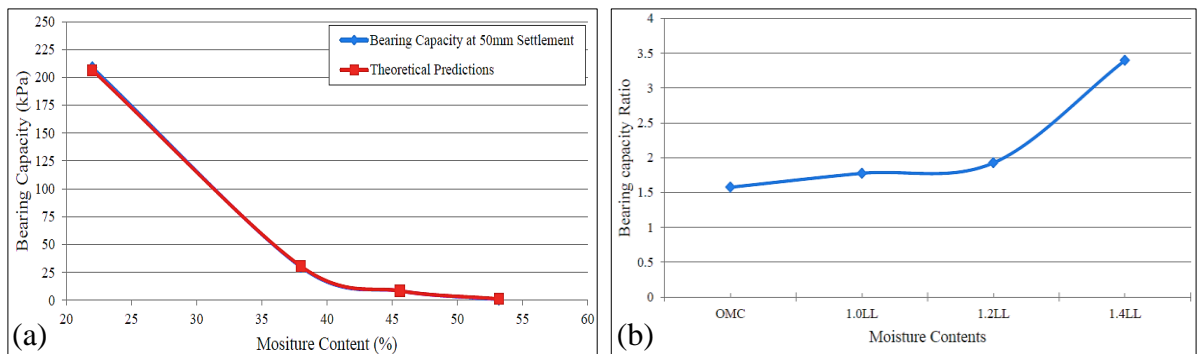 250
225
200
175
150
125
100
75
50
25
0
Bearing Capacity (kPa)
Bearing Capacity at 50mm Settlement
Theoretical Predictions
20 25 30 35 40 45 50 55 60
Mositure Content (%)
(a)
4
3.5
3
2.5
2
1.5
1
0.5
0
Bearing capacity Ratio
OMC 1.0LL 1.2LL 1.4LL
Moisture Contents
(b)